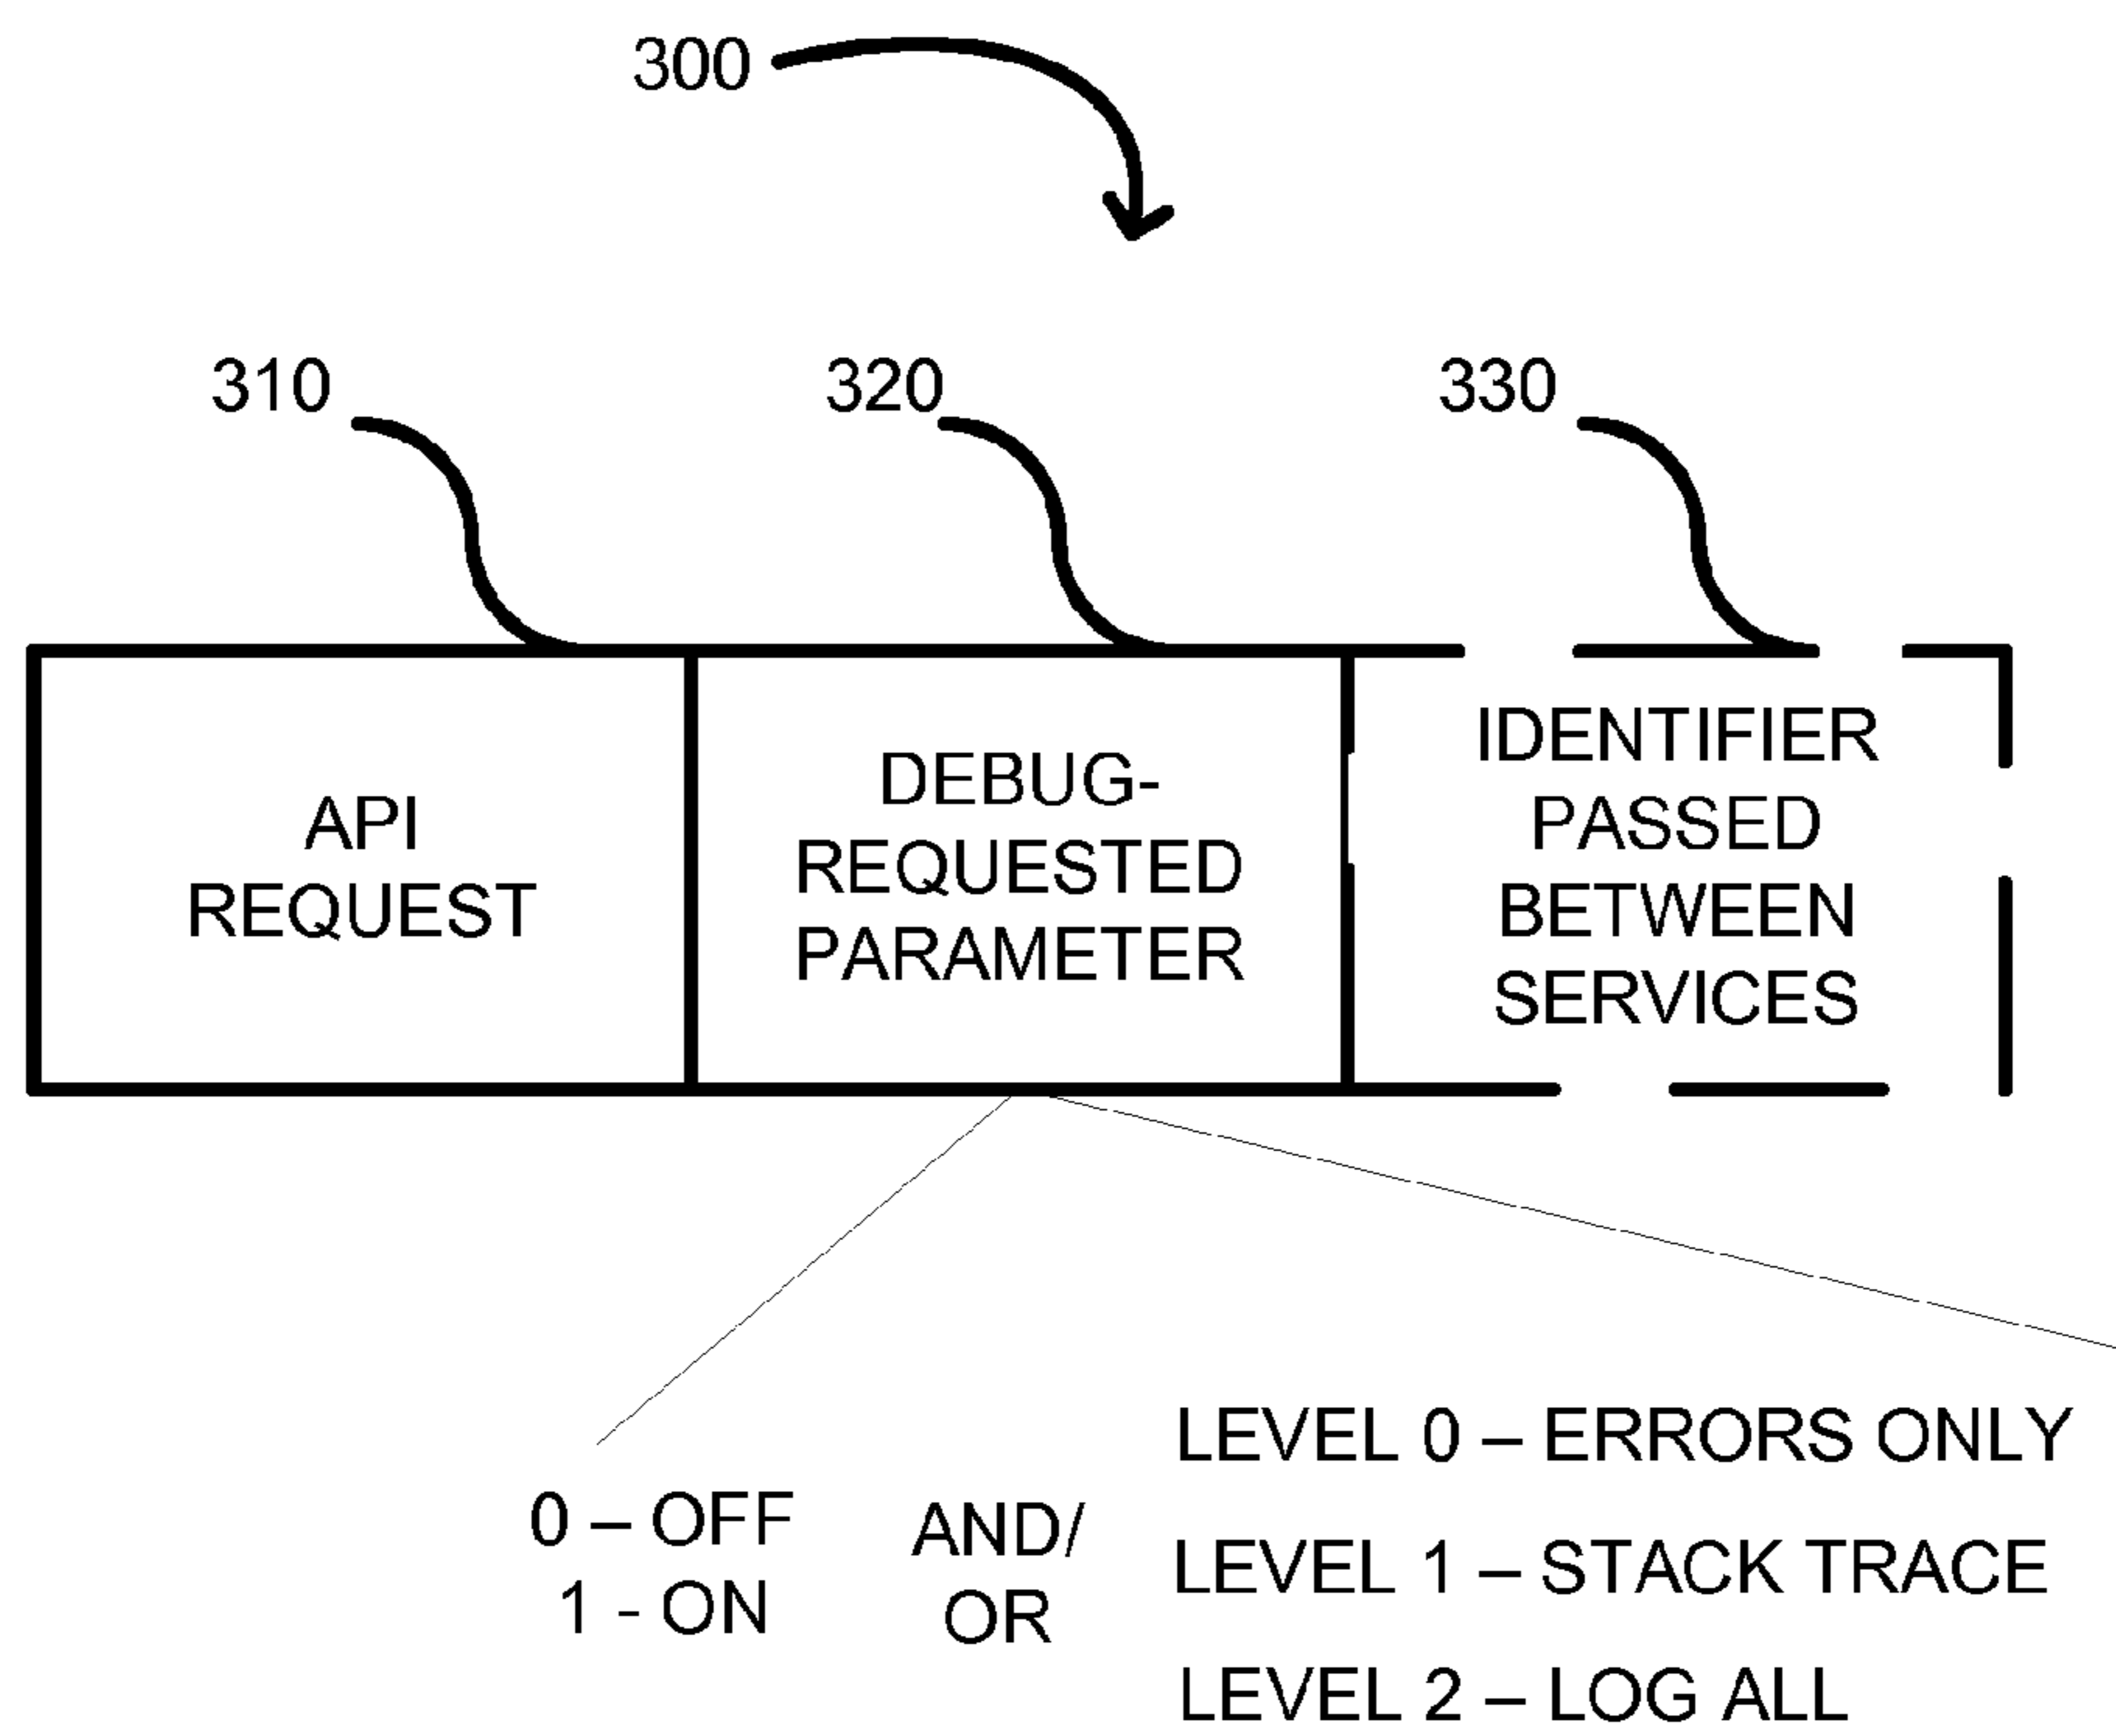 300
310
320
330
API
REQUEST
DEBUG-
REQUESTED
PARAMETER
IDENTIFIER
PASSED
BETWEEN
SERVICES
0 – OFF
1 - ON
AND/
OR
LEVEL 0 – ERRORS ONLY
LEVEL 1 – STACK TRACE
LEVEL 2 – LOG ALL